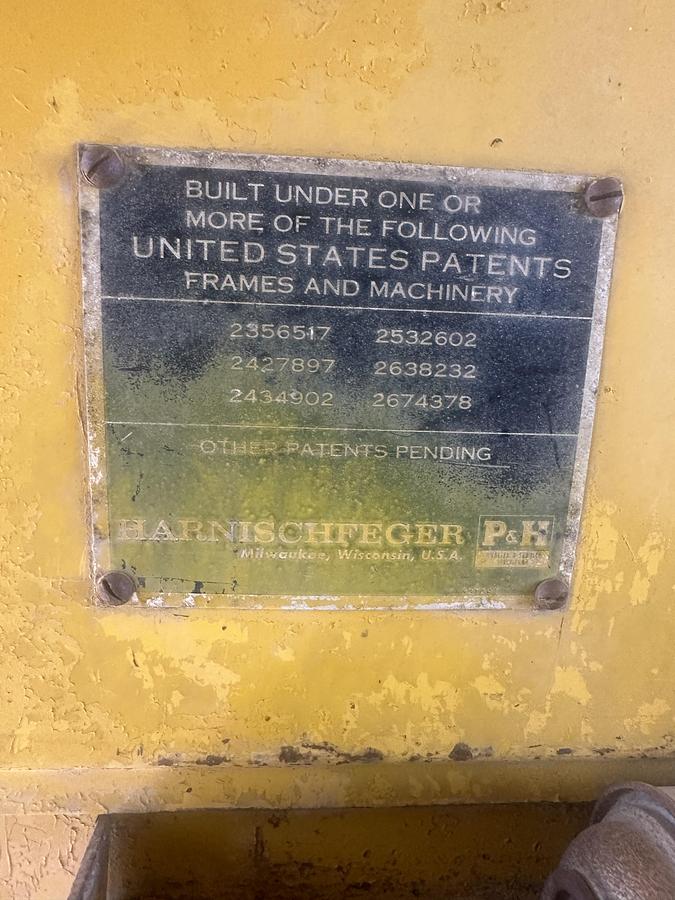 BUILT UNDER ONE OR
MORE OF THE FOLLOWING
UNITED STATES PATENTS
FRAMES AND MACHINERY
2356517 2532602
2427897 2638232
2434902 2674378
OTHER PATENTS PENDING
HARNISCHFEGER P&H
Milwaukee, Wisconsin, U.S.A.